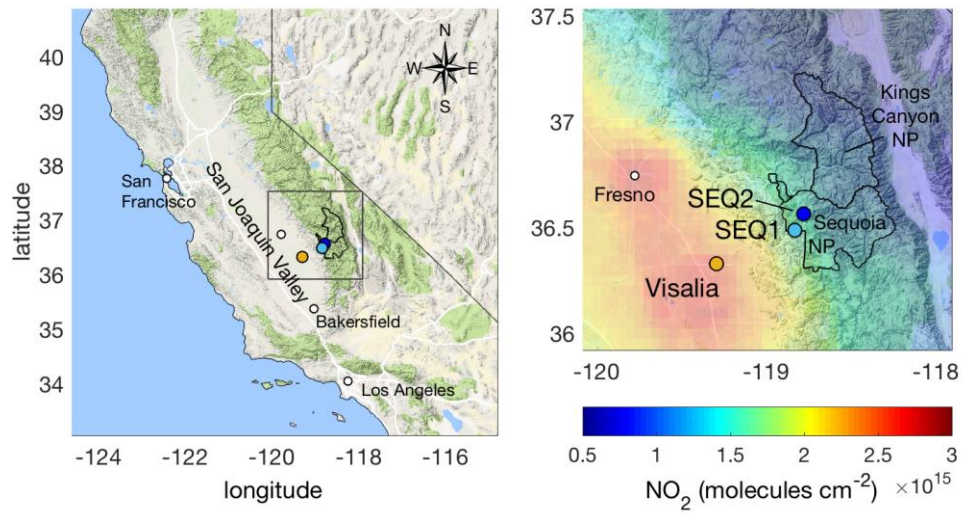 40
39
38
37
36
35
34
latitude
-124
-122
-120
-118
-116
longitude
N
W
E
S
San
Francisco
San Joaquin Valley
Bakersfield
Los Angeles
37.5
37
36.5
36
-120
-119
-118
Kings
Canyon
NP
Fresno
SEQ2
SEQ1
Sequoia
NP
Visalia
0.5
1
1.5
2
2.5
3
NO₂ (molecules cm⁻²)
×10¹⁵